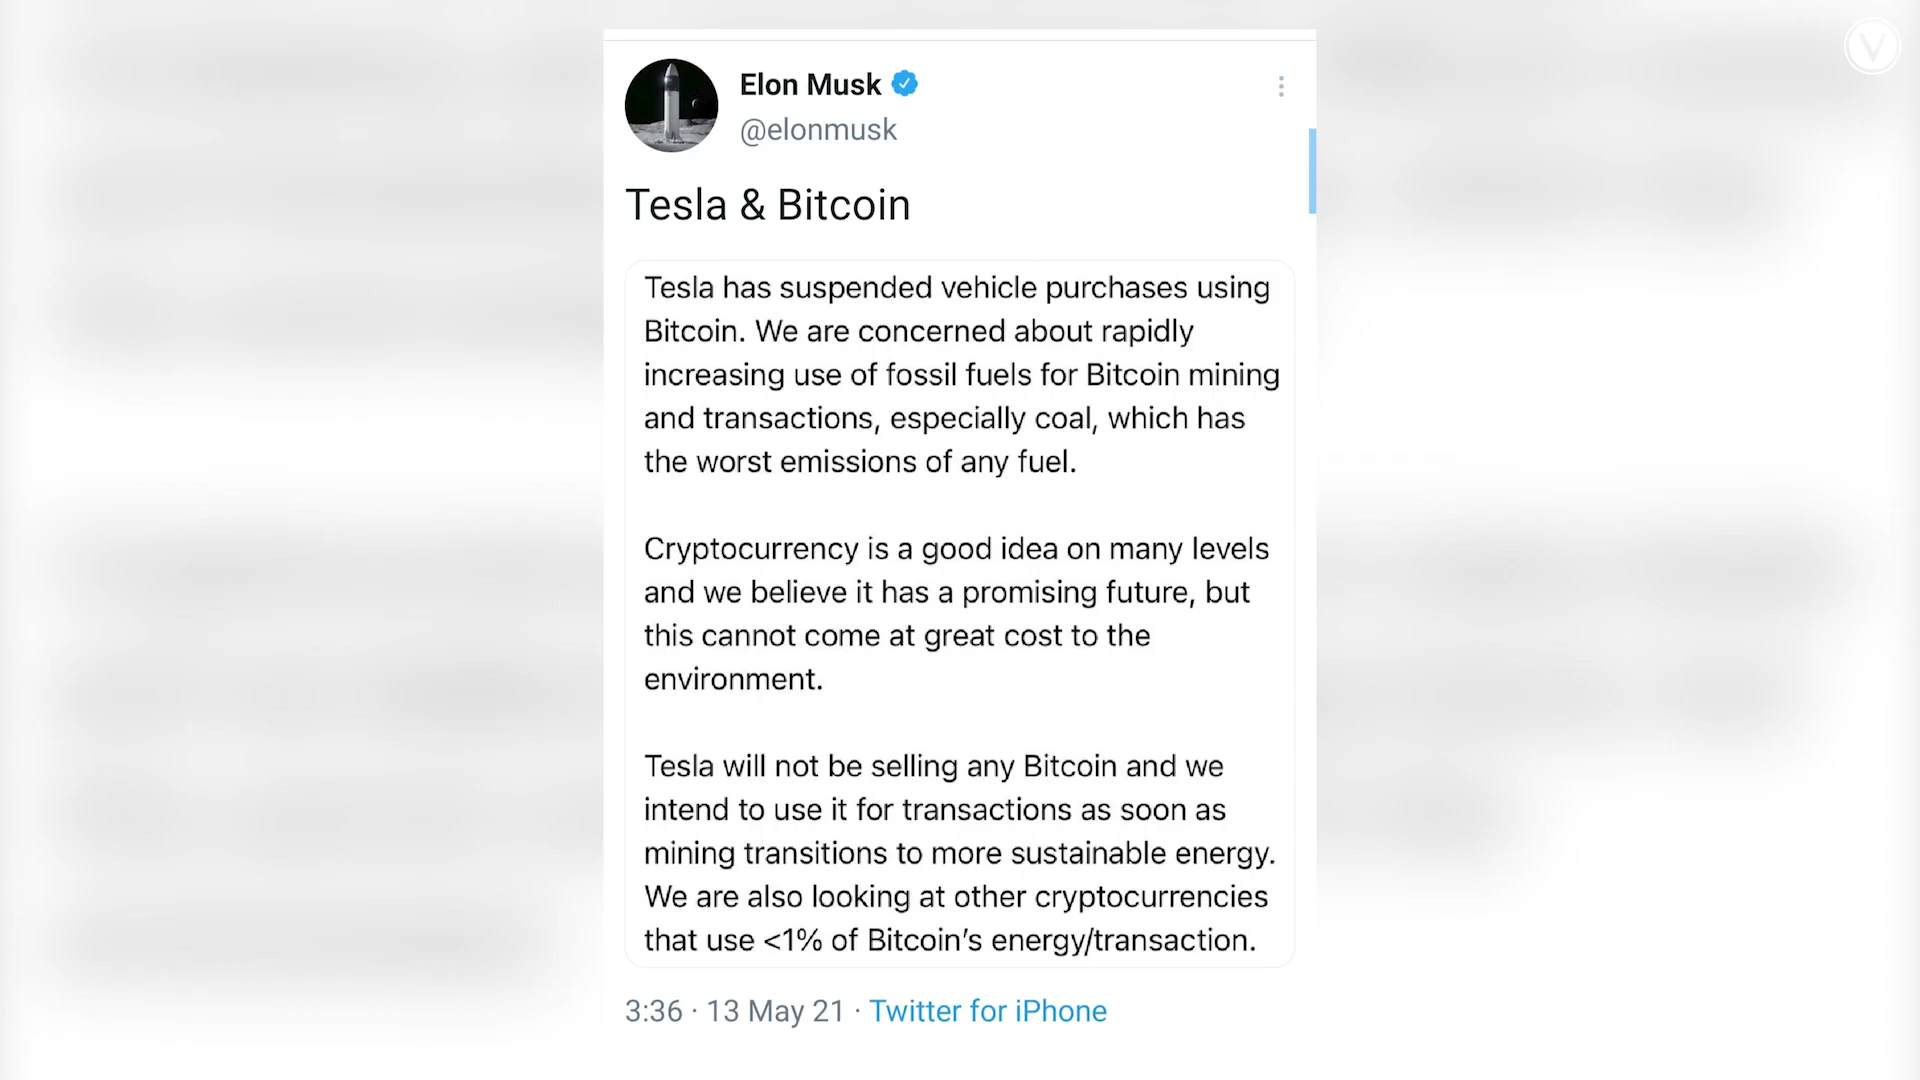 Elon Musk
@elonmusk
Tesla & Bitcoin
Tesla has suspended vehicle purchases using
Bitcoin. We are concerned about rapidly
increasing use of fossil fuels for Bitcoin mining
and transactions, especially coal, which has
the worst emissions of any fuel.
Cryptocurrency is a good idea on many levels
and we believe it has a promising future, but
this cannot come at great cost to the
environment.
Tesla will not be selling any Bitcoin and we
intend to use it for transactions as soon as
mining transitions to more sustainable energy.
We are also looking at other cryptocurrencies
that use <1% of Bitcoin’s energy/transaction.
3:36 · 13 May 21 · Twitter for iPhone
V